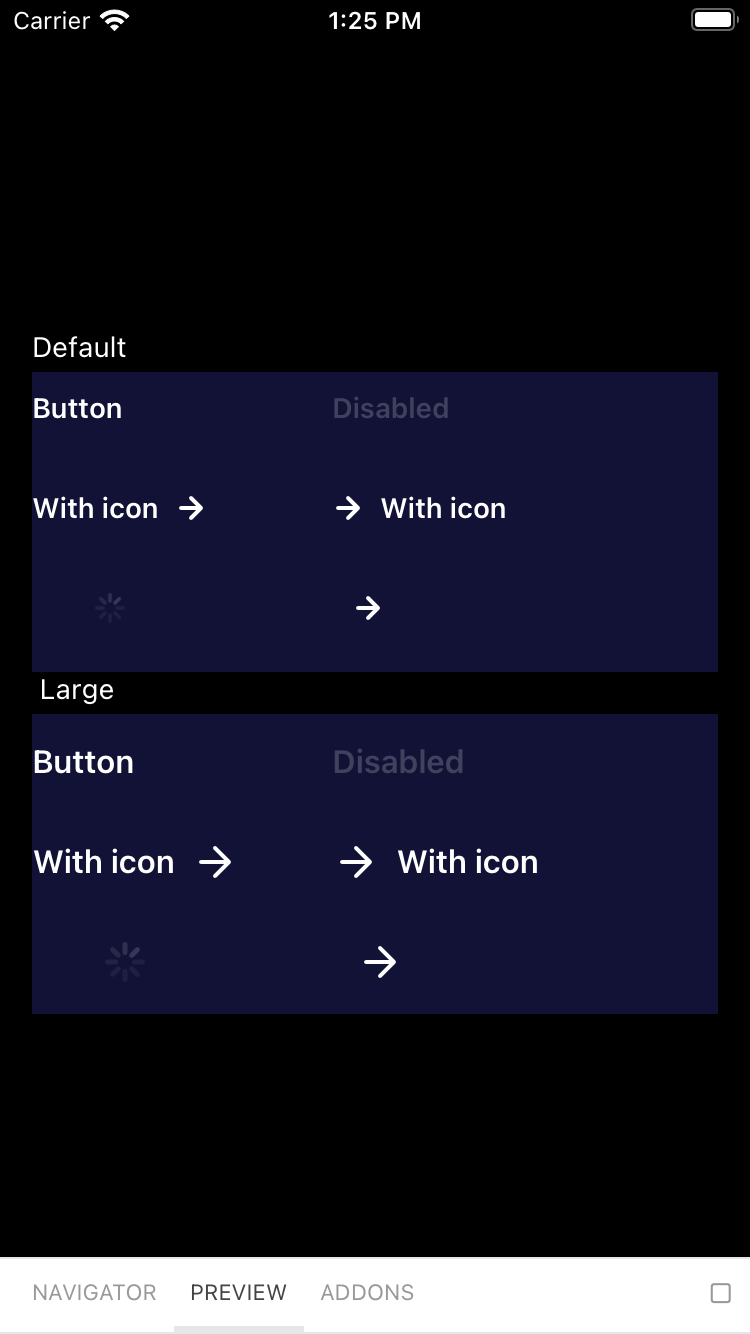 Carrier 1:25 PM
Default
Button Disabled
With icon With icon
Large
Button Disabled
With icon With icon
NAVIGATOR PREVIEW ADDONS